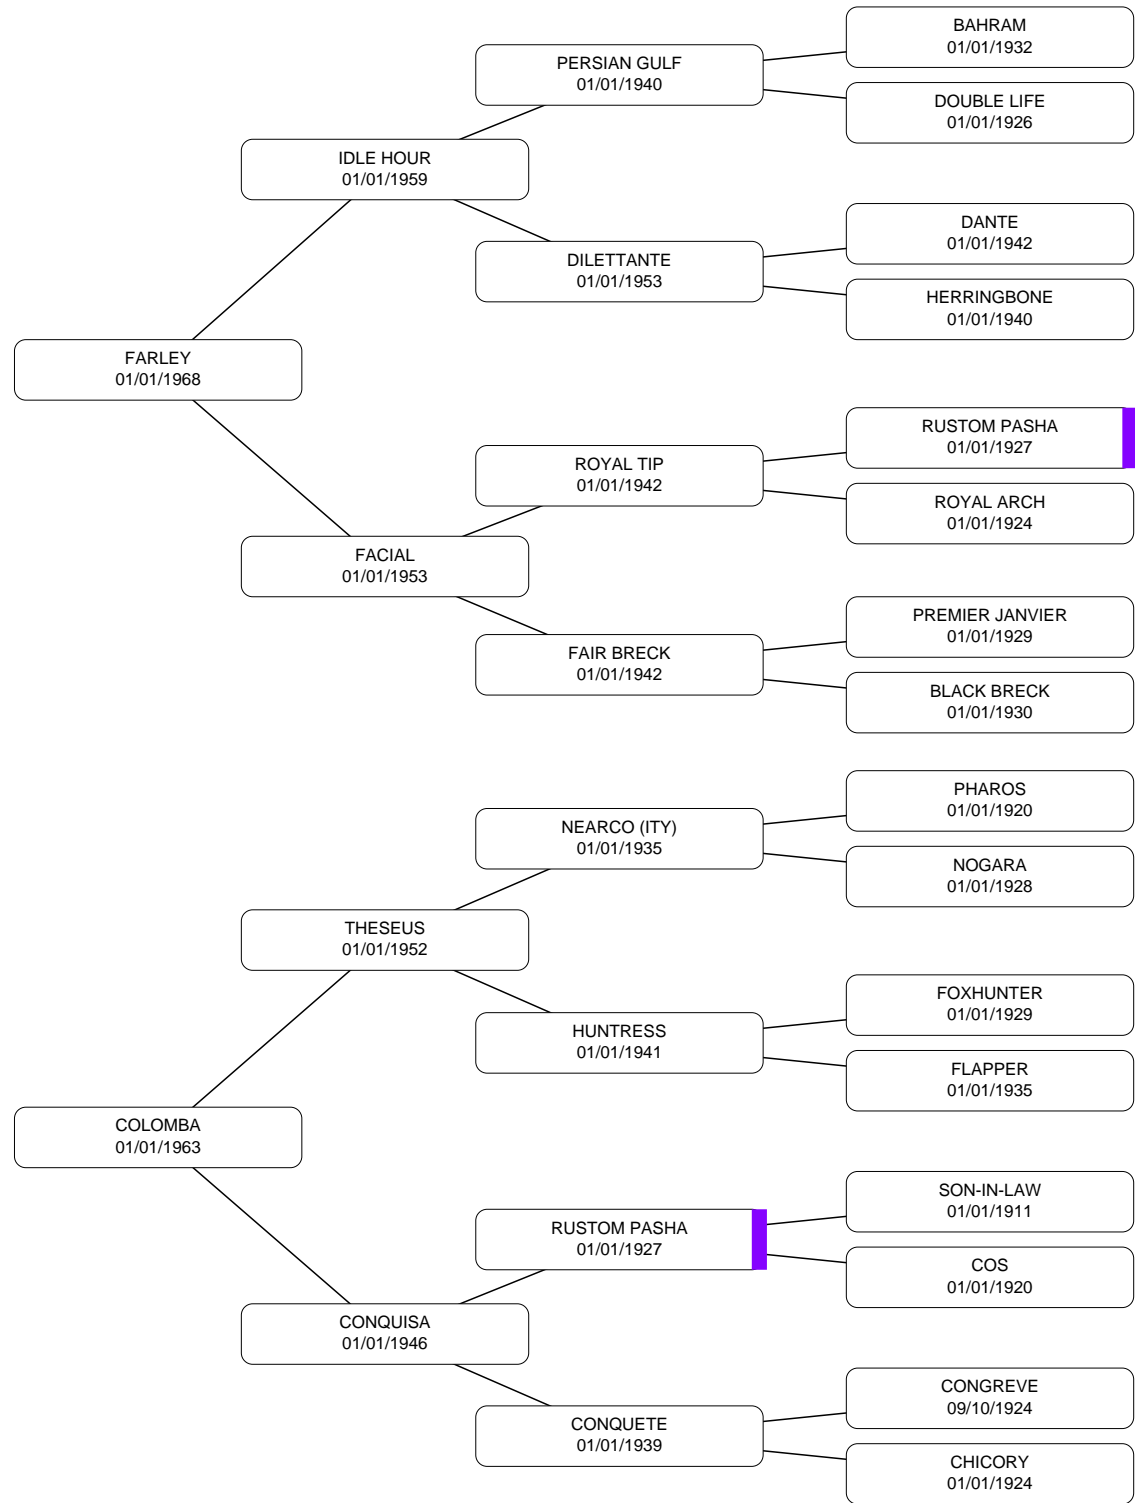 BAHRAM
01/01/1932
PERSIAN GULF
01/01/1940
DOUBLE LIFE
01/01/1926
IDLE HOUR
01/01/1959
DANTE
01/01/1942
DILETTANTE
01/01/1953
HERRINGBONE
01/01/1940
FARLEY
01/01/1968
RUSTOM PASHA
01/01/1927
ROYAL TIP
01/01/1942
ROYAL ARCH
01/01/1924
FACIAL
01/01/1953
PREMIER JANVIER
01/01/1929
FAIR BRECK
01/01/1942
BLACK BRECK
01/01/1930
PHAROS
01/01/1920
NEARCO (ITY)
01/01/1935
NOGARA
01/01/1928
THESEUS
01/01/1952
FOXHUNTER
01/01/1929
HUNTRESS
01/01/1941
FLAPPER
01/01/1935
COLOMBA
01/01/1963
SON-IN-LAW
01/01/1911
RUSTOM PASHA
01/01/1927
COS
01/01/1920
CONQUISA
01/01/1946
CONGREVE
09/10/1924
CONQUETE
01/01/1939
CHICORY
01/01/1924